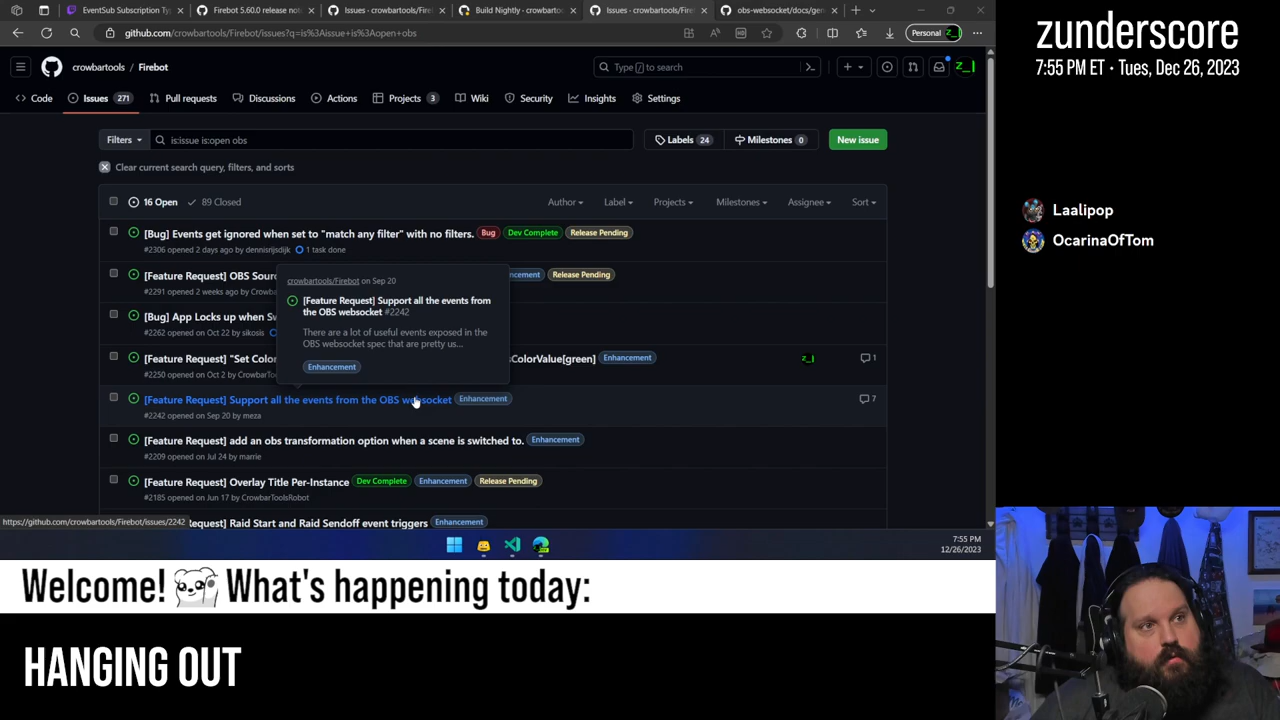 EventSub Subscription Ty
Firebot 5.60.0 release not
Issues · crowbartools/Fire
Build Nightly · crowbartoo
Issues · crowbartools/Fire
obs-websocket/docs/gen
github.com/crowbartools/Firebot/issues?q=is%3Aissue+is%3Aopen+obs
Personal
crowbartools / Firebot
Type / to search
Code
Issues 271
Pull requests
Discussions
Actions
Projects 3
Wiki
Security
Insights
Settings
Filters
is:issue is:open obs
Labels 24
Milestones 0
New issue
Clear current search query, filters, and sorts
16 Open
89 Closed
Author
Label
Projects
Milestones
Assignee
Sort
[Bug] Events get ignored when set to "match any filter" with no filters. Bug Dev Complete Release Pending
#2306 opened 2 days ago by dennisrijsdijk 1 task done
[Feature Request] OBS Sour
Release Pending
#2291 opened 2 weeks ago by Crowba
[Bug] App Locks up when Sw
#2262 opened on Oct 22 by sikosis
[Feature Request] "Set Color
sColorValue[green] Enhancement 1
#2250 opened on Oct 2 by CrowbarToo
crowbartools/Firebot on Sep 20
[Feature Request] Support all the events from
the OBS websocket #2242
There are a lot of useful events exposed in the
OBS websocket spec that are pretty us...
Enhancement
[Feature Request] Support all the events from the OBS websocket Enhancement 7
#2242 opened on Sep 20 by meza
[Feature Request] add an obs transformation option when a scene is switched to. Enhancement
#2209 opened on Jul 24 by marrie
[Feature Request] Overlay Title Per-Instance Dev Complete Enhancement Release Pending
#2185 opened on Jun 17 by CrowbarToolsRobot
Request] Raid Start and Raid Sendoff event triggers Enhancement
https://github.com/crowbartools/Firebot/issues/2242
7:55 PM
12/26/2023
zunderscore
7:55 PM ET · Tues, Dec 26, 2023
Laalipop
OcarinaOfTom
Welcome! What's happening today:
HANGING OUT